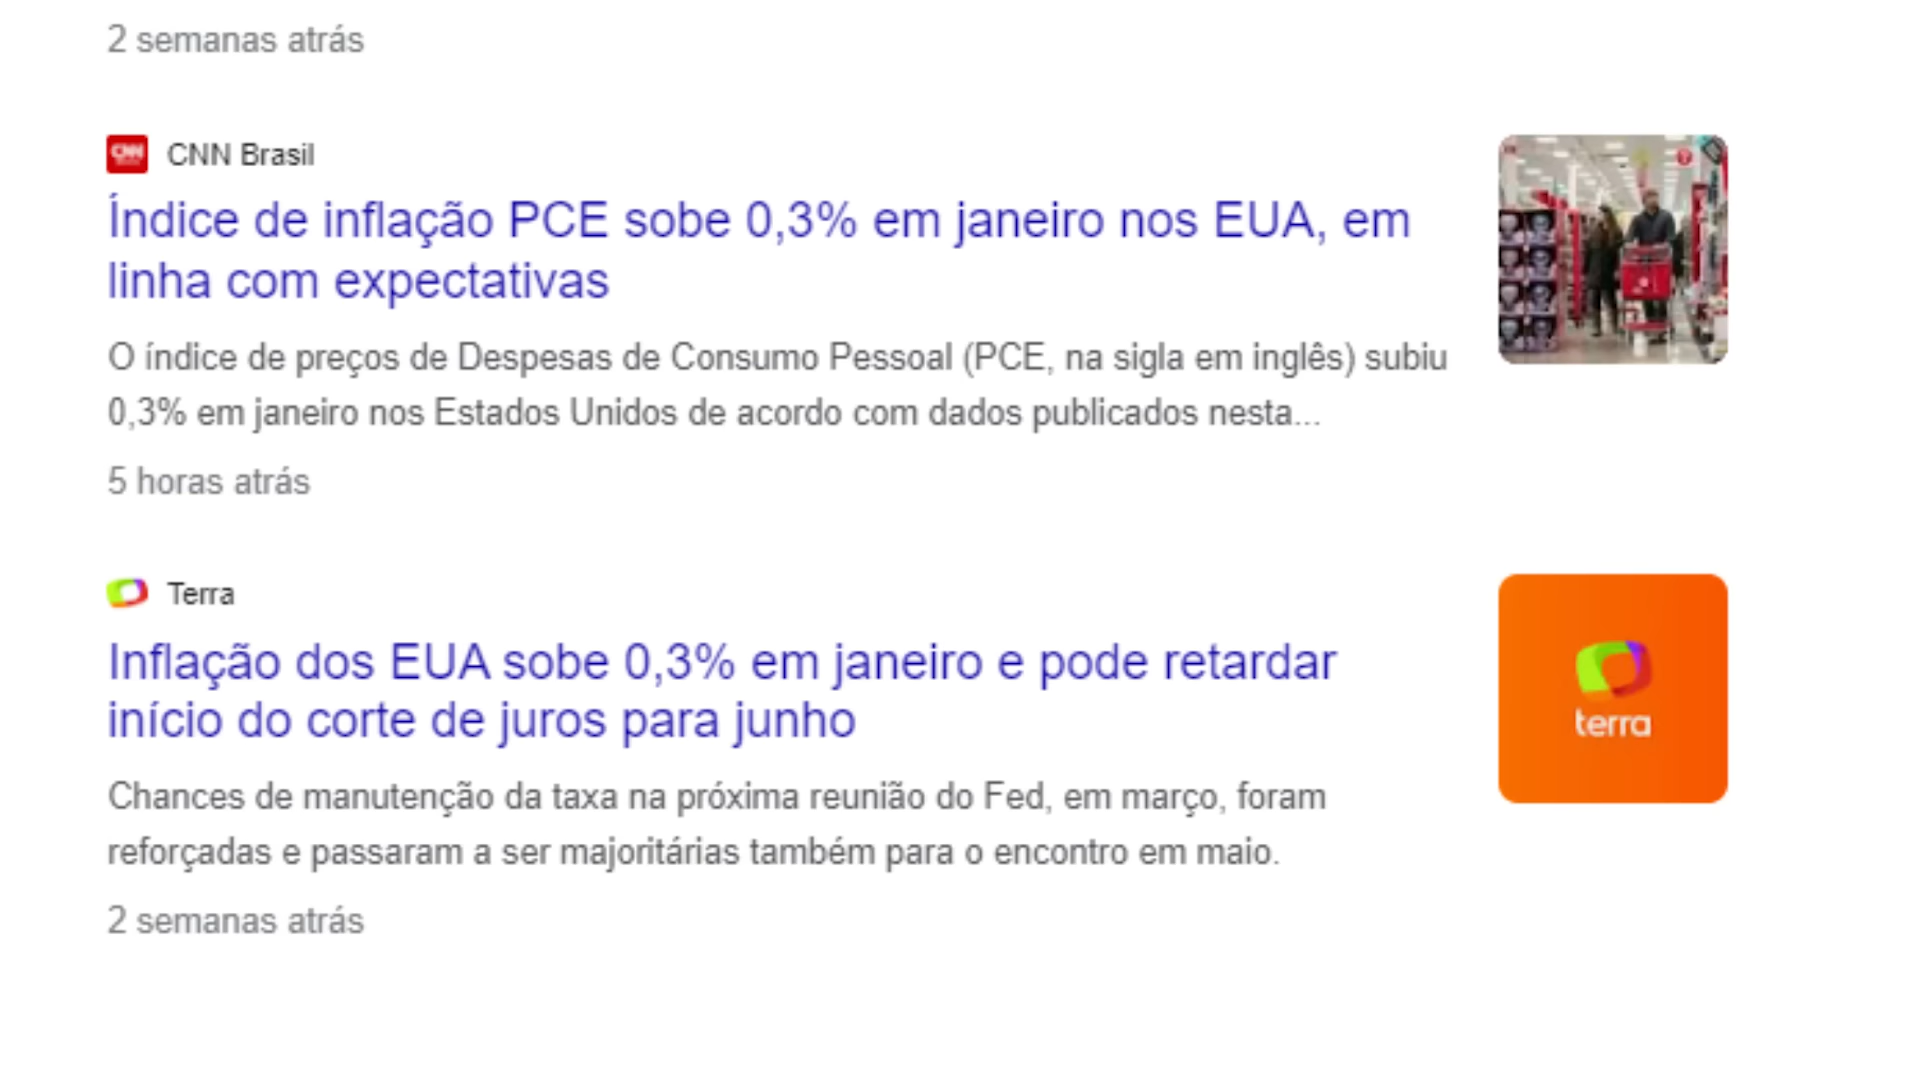 2 semanas atrás
CNN CNN Brasil
Índice de inflação PCE sobe 0,3% em janeiro nos EUA, em
linha com expectativas
O índice de preços de Despesas de Consumo Pessoal (PCE, na sigla em inglês) subiu
0,3% em janeiro nos Estados Unidos de acordo com dados publicados nesta...
5 horas atrás
Terra
Inflação dos EUA sobe 0,3% em janeiro e pode retardar
início do corte de juros para junho
terra
Chances de manutenção da taxa na próxima reunião do Fed, em março, foram
reforçadas e passaram a ser majoritárias também para o encontro em maio.
2 semanas atrás